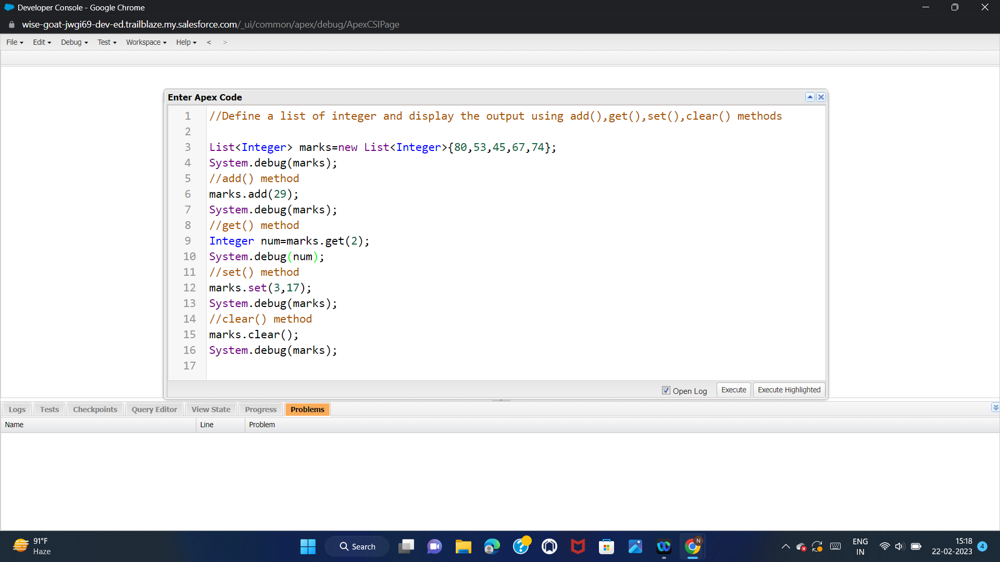 Developer Console - Google Chrome
wise-goat-jwgi69-dev-ed.trailblaze.my.salesforce.com/_ui/common/apex/debug/ApexCSIPage
File Edit Debug Test Workspace Help < >
Enter Apex Code
1 //Define a list of integer and display the output using add(),get(),set(),clear() methods
2
3 List<Integer> marks=new List<Integer>{80,53,45,67,74};
4 System.debug(marks);
5 //add() method
6 marks.add(29);
7 System.debug(marks);
8 //get() method
9 Integer num=marks.get(2);
10 System.debug(num);
11 //set() method
12 marks.set(3,17);
13 System.debug(marks);
14 //clear() method
15 marks.clear();
16 System.debug(marks);
17
Open Log Execute Execute Highlighted
Logs Tests Checkpoints Query Editor View State Progress Problems
Name Line Problem
91°F
Haze
Search
N
ENG
IN
15:18
22-02-2023
4